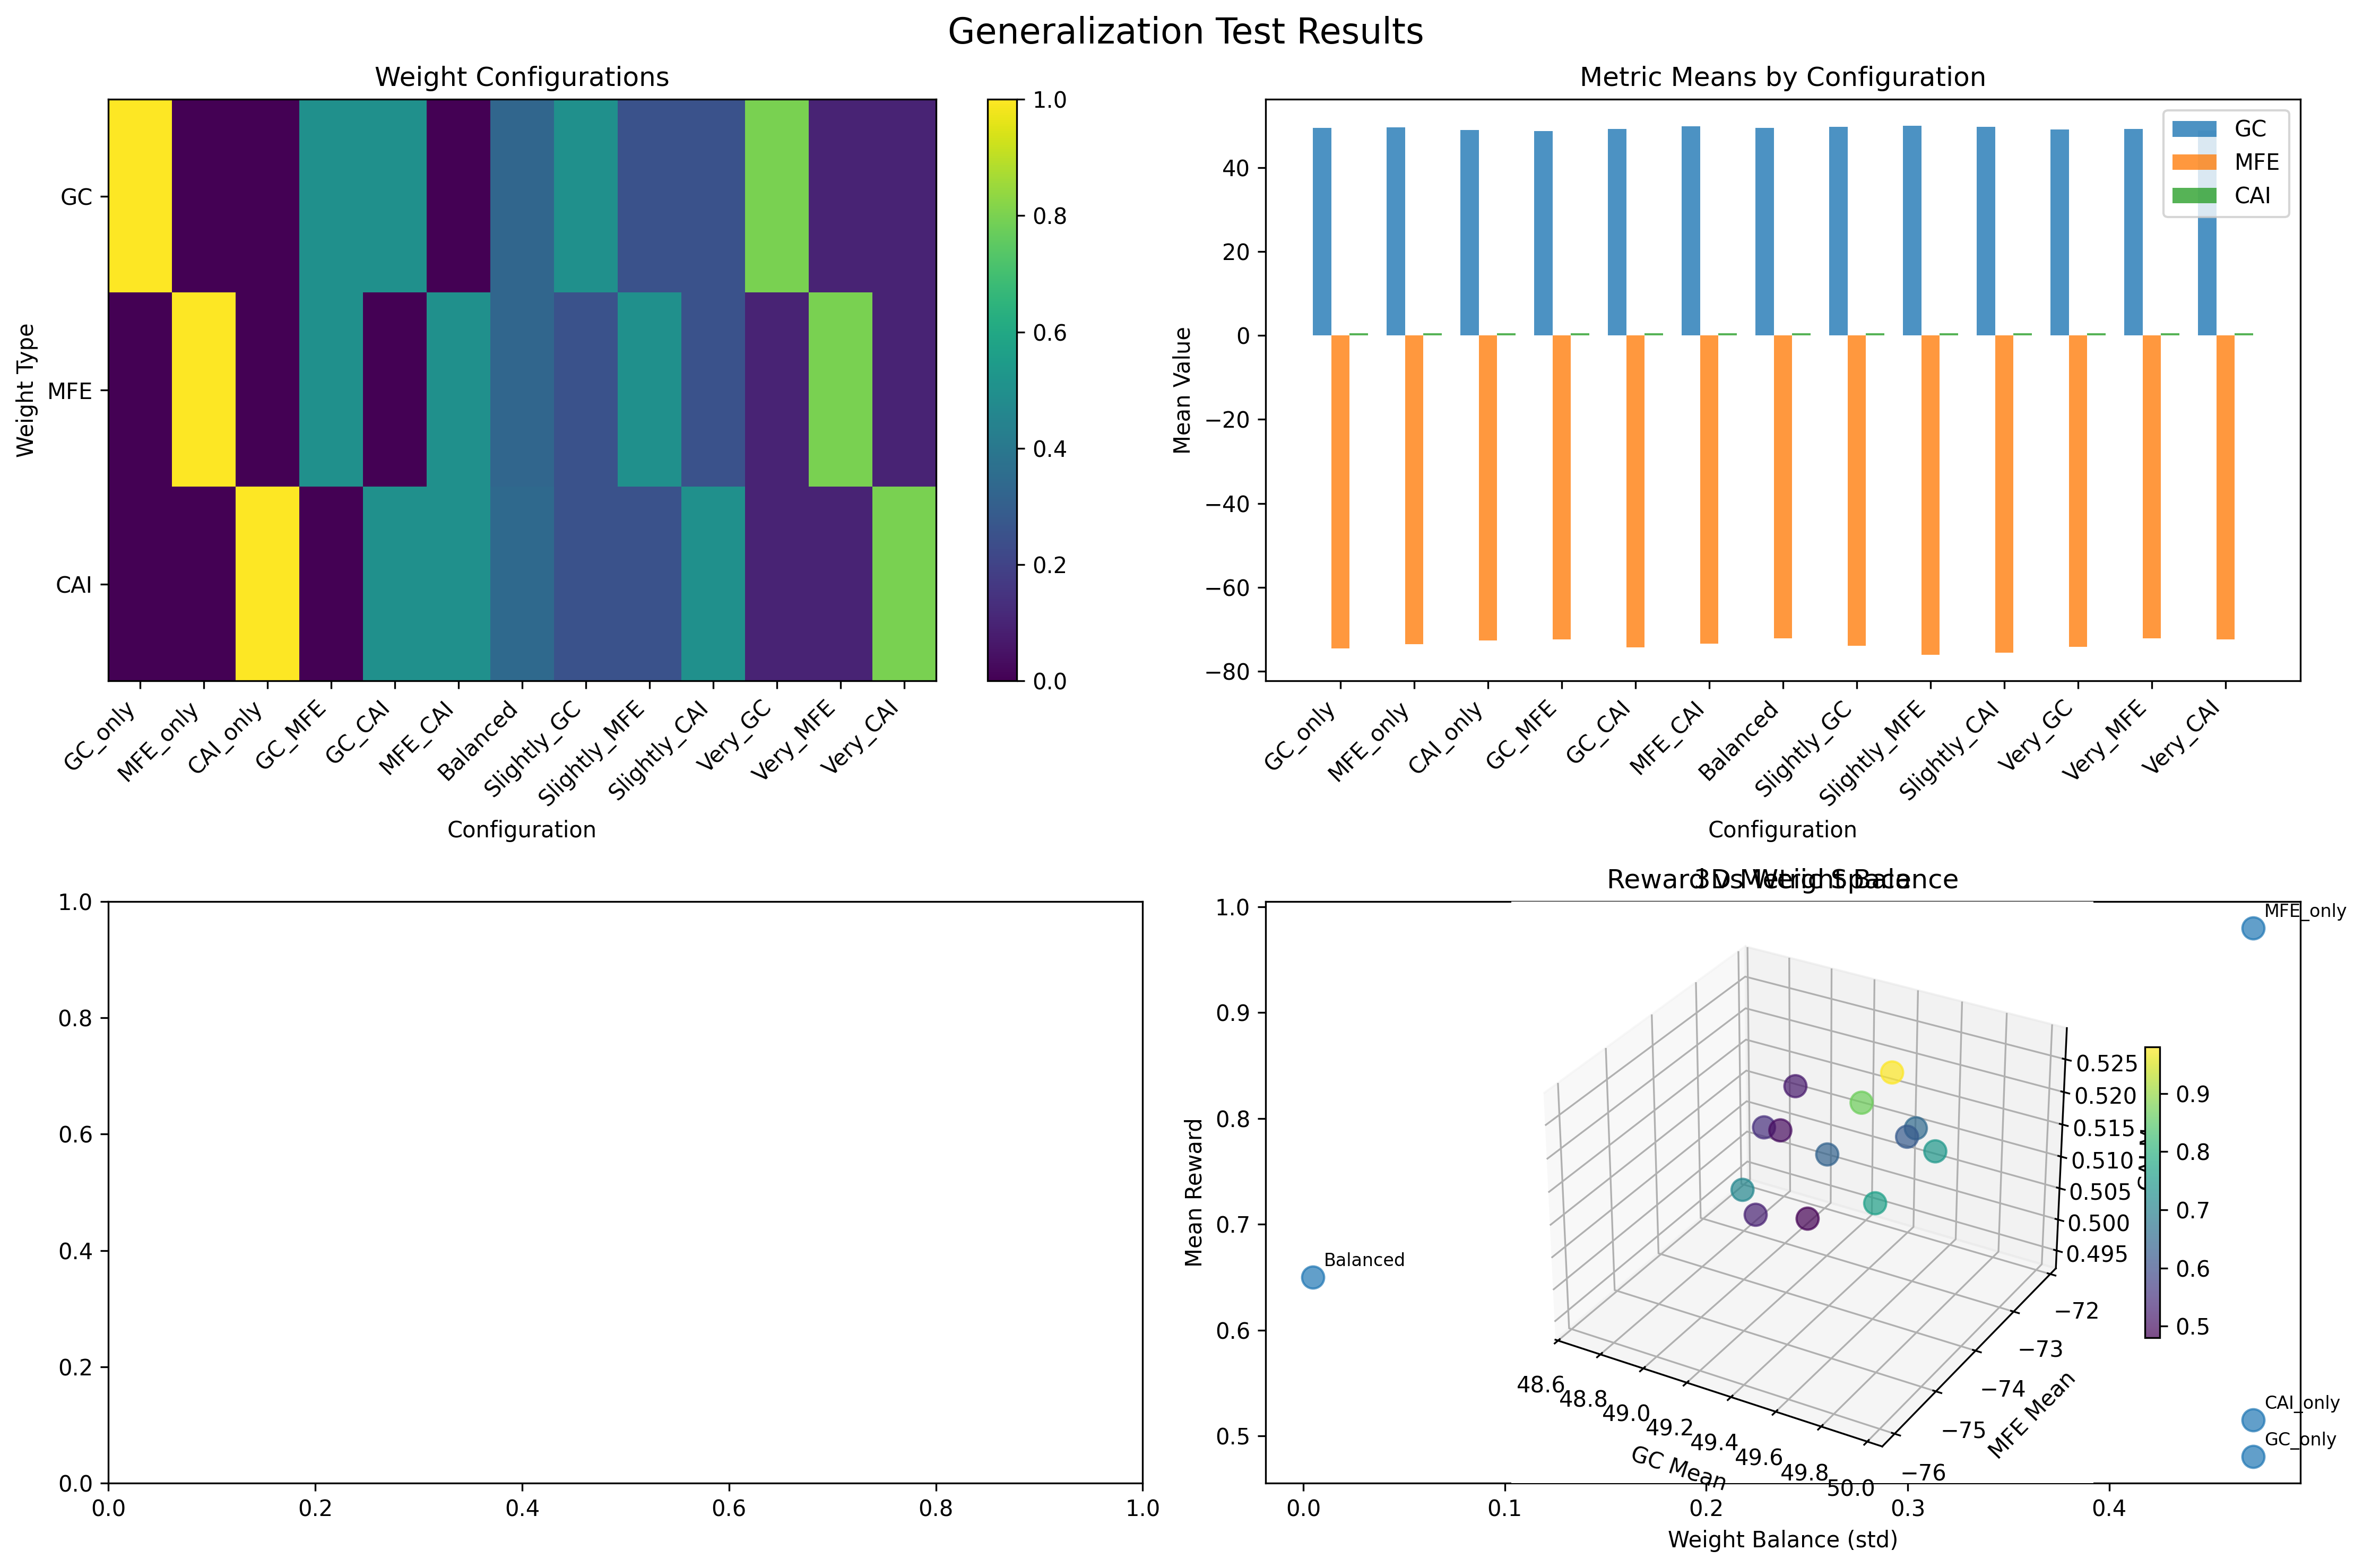 Generalization Test Results
Weight Configurations
Weight Type
GC
MFE
CAI
GC_only
MFE_only
CAI_only
GC_MFE
GC_CAI
MFE_CAI
Balanced
Slightly_GC
Slightly_MFE
Slightly_CAI
Very_GC
Very_MFE
Very_CAI
Configuration
1.0
0.8
0.6
0.4
0.2
0.0
Metric Means by Configuration
Mean Value
40
20
0
−20
−40
−60
−80
GC
MFE
CAI
GC_only
MFE_only
CAI_only
GC_MFE
GC_CAI
MFE_CAI
Balanced
Slightly_GC
Slightly_MFE
Slightly_CAI
Very_GC
Very_MFE
Very_CAI
Configuration
1.0
0.8
0.6
0.4
0.2
0.0
0.0
0.2
0.4
0.6
0.8
1.0
Reward vs Weight Balance
3D Metric Space
Mean Reward
1.0
0.9
0.8
0.7
0.6
0.5
0.0
0.1
0.2
0.3
0.4
Weight Balance (std)
MFE_only
Balanced
CAI_only
GC_only
48.6
48.8
49.0
49.2
49.4
49.6
49.8
50.0
GC Mean
−76
−75
−74
−73
−72
MFE Mean
0.525
0.520
0.515
0.510
0.505
0.500
0.495
0.9
0.8
0.7
0.6
0.5